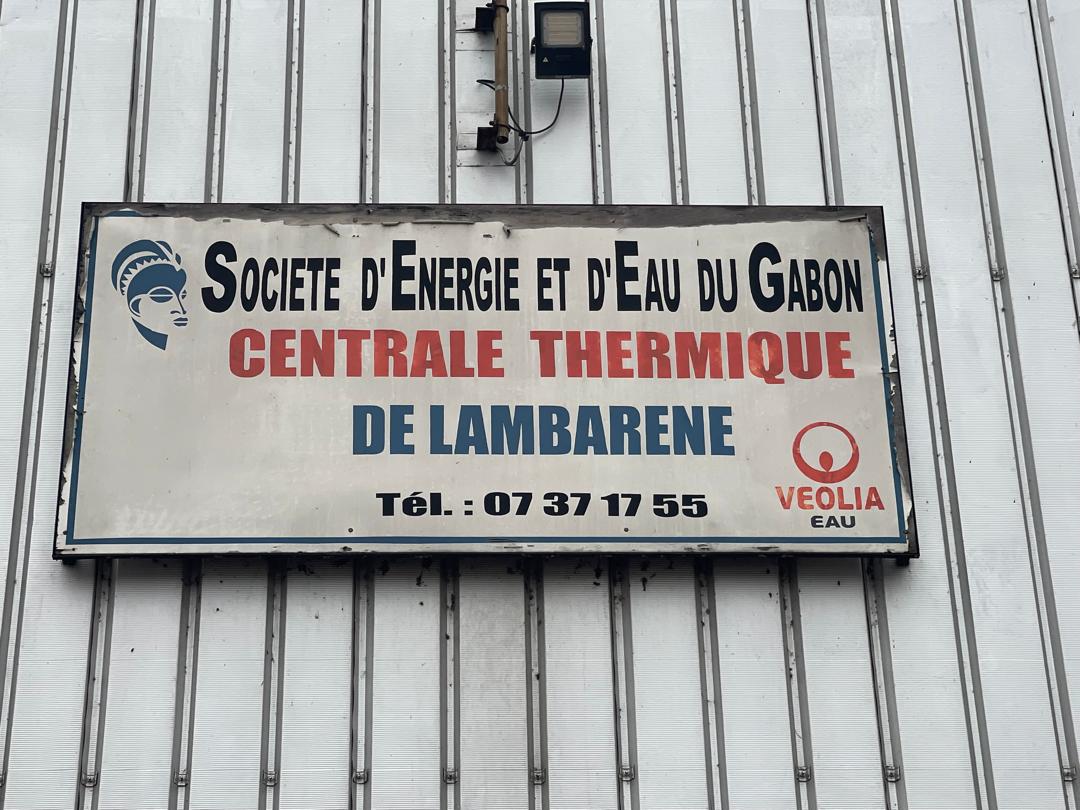 SOCIETE D'ENERGIE ET D'EAU DU GABON
CENTRALE THERMIQUE
DE LAMBARENE
Tél. : 07 37 17 55
VEOLIA
EAU